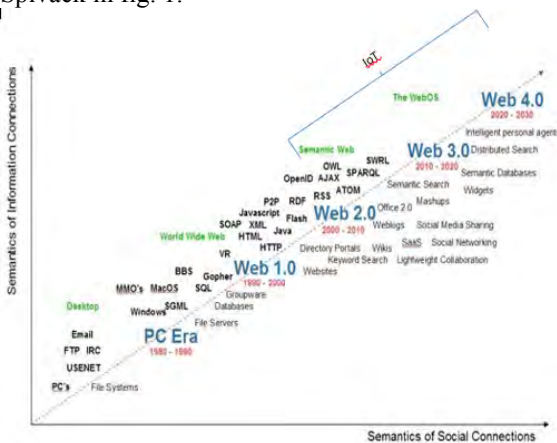 Spivack in fig. 1.
IoT
The WebOS
Web 4.0
2020 - 2030
Intelligent personal agents
Semantic Web
SWRL
Web 3.0
2010 - 2020
Distributed Search
OWL
OpenID AJAX SPARQL
Semantic Databases
ATOM
Semantic Search
Widgets
P2P RDF RSS
Office 2.0
Mashups
Javascript
Flash
Web 2.0
2000 - 2010
SOAP XML
Java
Weblogs
Social Media Sharing
World Wide Web
HTML
HTTP
Directory Portals
Wikis
SaaS
Social Networking
VR
Keyword Search
Lightweight Collaboration
BBS
Gopher
Web 1.0
1990 - 2000
Websites
MMO's MacOS
SQL
Groupware
Desktop
SGML
Databases
Windows
File Servers
Email
PC Era
1980 - 1990
FTP IRC
USENET
PC's
File Systems
Semantics of Information Connections
Semantics of Social Connections